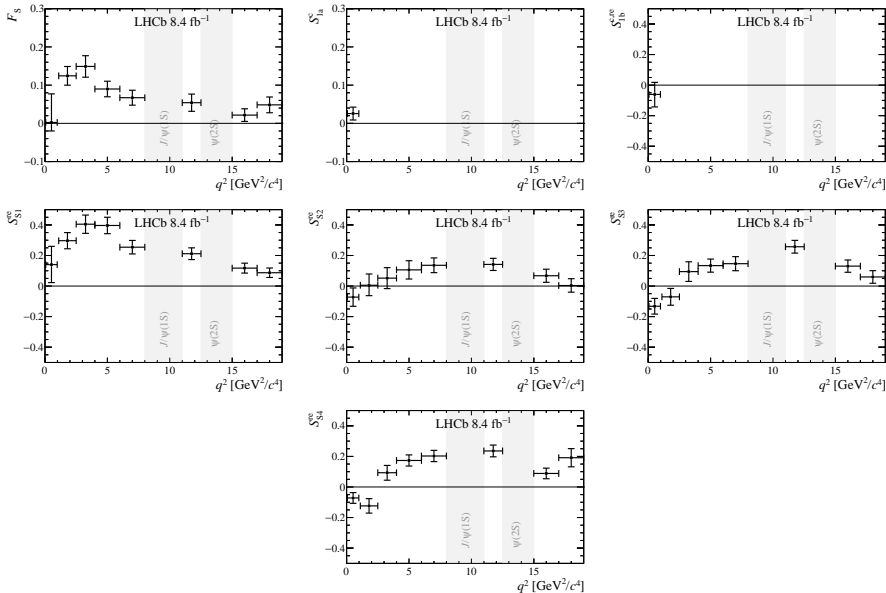 F_S
LHCb 8.4 fb⁻¹
0.3
0.2
0.1
0
−0.1
J/ψ(1S)
ψ(2S)
0 5 10 15
q² [GeV²/c⁴]
S^c_1a
LHCb 8.4 fb⁻¹
0.3
0.2
0.1
0
−0.1
J/ψ(1S)
ψ(2S)
0 5 10 15
q² [GeV²/c⁴]
S^c,re_1b
LHCb 8.4 fb⁻¹
0.4
0.2
0
−0.2
−0.4
J/ψ(1S)
ψ(2S)
0 5 10 15
q² [GeV²/c⁴]
S^re_S1
LHCb 8.4 fb⁻¹
0.4
0.2
0
−0.2
−0.4
J/ψ(1S)
ψ(2S)
0 5 10 15
q² [GeV²/c⁴]
S^re_S2
LHCb 8.4 fb⁻¹
0.4
0.2
0
−0.2
−0.4
J/ψ(1S)
ψ(2S)
0 5 10 15
q² [GeV²/c⁴]
S^re_S3
LHCb 8.4 fb⁻¹
0.4
0.2
0
−0.2
−0.4
J/ψ(1S)
ψ(2S)
0 5 10 15
q² [GeV²/c⁴]
S^re_S4
LHCb 8.4 fb⁻¹
0.4
0.2
0
−0.2
−0.4
J/ψ(1S)
ψ(2S)
0 5 10 15
q² [GeV²/c⁴]